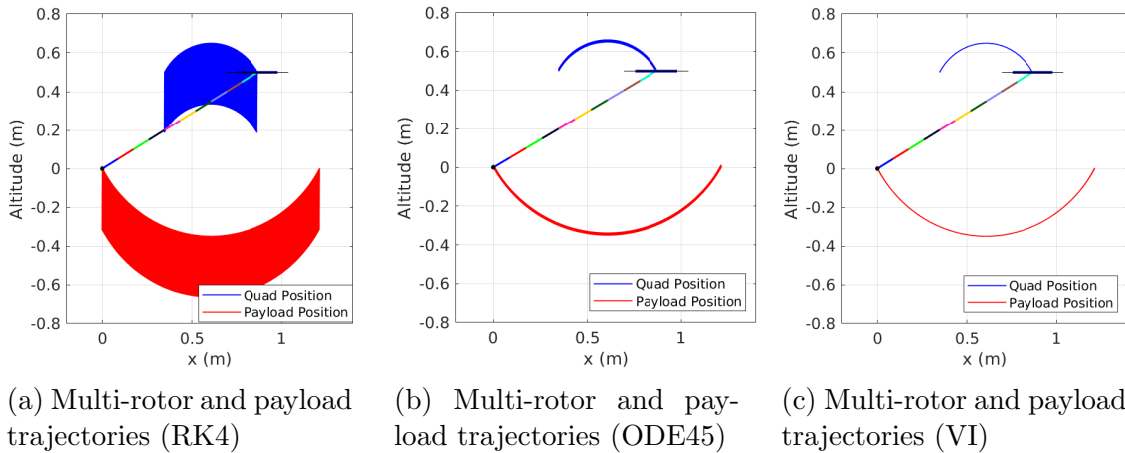 0.8
0.6
0.4
0.2
0
-0.2
-0.4
-0.6
-0.8
Altitude (m)
0
0.5
1
x (m)
Quad Position
Payload Position
(a) Multi-rotor and payload
trajectories (RK4)
0.8
0.6
0.4
0.2
0
-0.2
-0.4
-0.6
-0.8
Altitude (m)
0
0.5
1
x (m)
Quad Position
Payload Position
(b) Multi-rotor and pay-
load trajectories (ODE45)
0.8
0.6
0.4
0.2
0
-0.2
-0.4
-0.6
-0.8
Altitude (m)
0
0.5
1
x (m)
Quad Position
Payload Position
(c) Multi-rotor and payload
trajectories (VI)